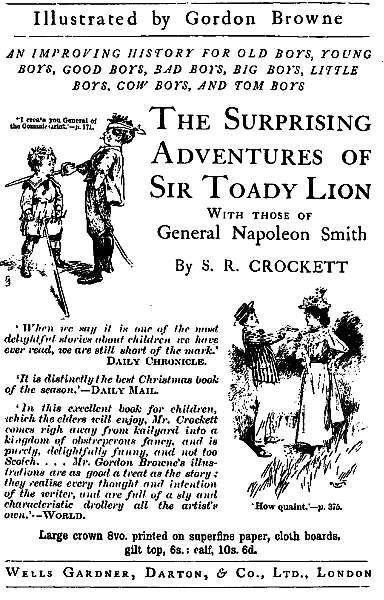 Illustrated by Gordon Browne
AN IMPROVING HISTORY FOR OLD BOYS, YOUNG
BOYS, GOOD BOYS, BAD BOYS, BIG BOYS, LITTLE
BOYS, COW BOYS, AND TOM BOYS
'I create you General of
the Commissariat.'—p. 171.
THE SURPRISING
ADVENTURES OF
SIR TOADY LION
WITH THOSE OF
General Napoleon Smith
By S. R. CROCKETT
'When we say it is one of the most
delightful stories about children we have
ever read, we are still short of the mark.'
DAILY CHRONICLE.
'It is distinctly the best Christmas book
of the season.'—DAILY MAIL.
'In this excellent book for children,
which the elders will enjoy, Mr. Crockett
comes righ away from kailyard into a
kingdom of obstreperous fancy, and is
purely, delightfully funny, and not too
Scotch. . . . Mr. Gordon Browne's illus-
trations are as good a treat as the story:
they realise every thought and intention
of the writer, and are full of a sly and
characteristic drollery all the artist's
own.'—WORLD.
'How quaint.'—p. 375.
Large crown 8vo. printed on superfine paper, cloth boards,
gilt top, 6s.: calf, 10s. 6d.
WELLS GARDNER, DARTON, & CO., LTD., LONDON